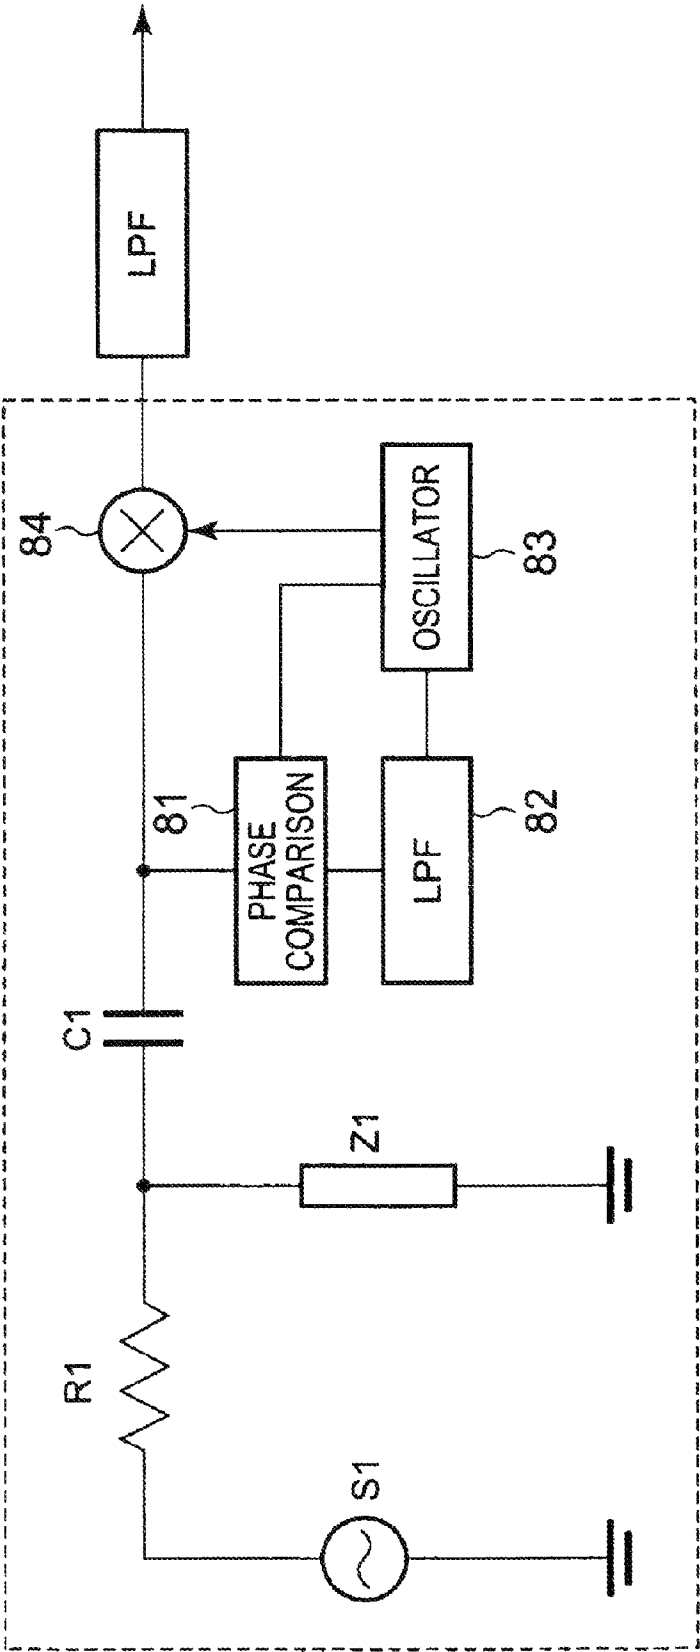 R1
S1
Z1
C1
81
PHASE
COMPARISON
LPF
82
OSCILLATOR
83
84
LPF